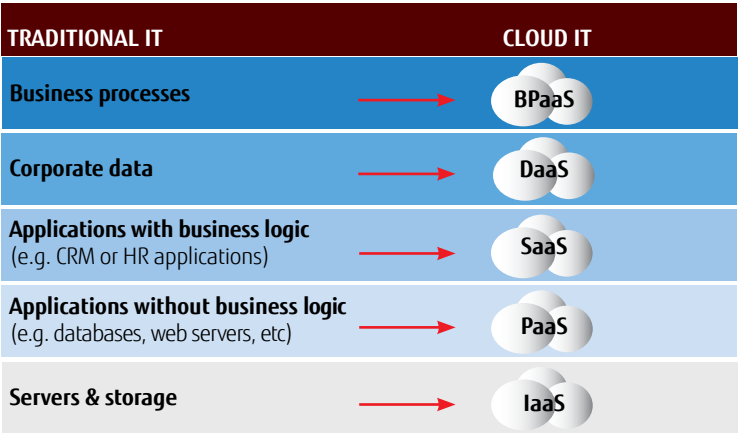 TRADITIONAL IT CLOUD IT
Business processes BPaaS
Corporate data DaaS
Applications with business logic
(e.g. CRM or HR applications) SaaS
Applications without business logic
(e.g. databases, web servers, etc) PaaS
Servers & storage IaaS